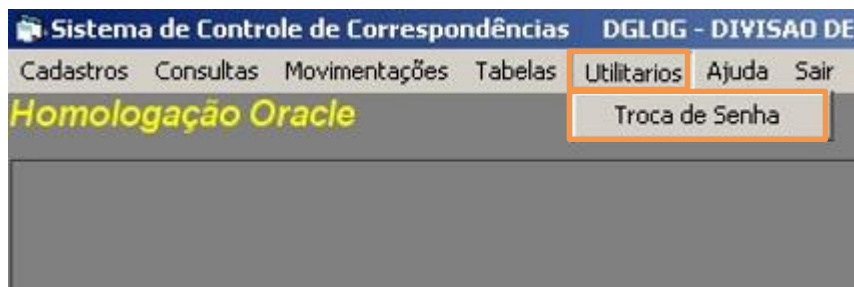 Sistema de Controle de Correspondências DGLOG - DIVISAO DE
Cadastros Consultas Movimentações Tabelas Utilitarios Ajuda Sair
Homologação Oracle
Troca de Senha